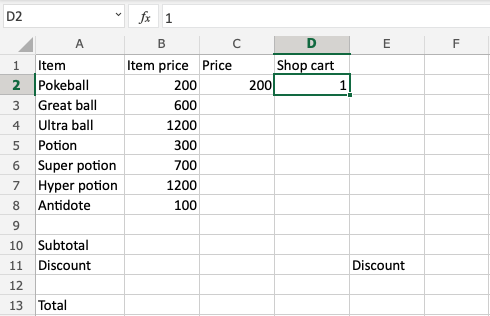 D2 fx 1
A B C D E F
1 Item Item price Price Shop cart
2 Pokeball 200 200 1
3 Great ball 600
4 Ultra ball 1200
5 Potion 300
6 Super potion 700
7 Hyper potion 1200
8 Antidote 100
9
10 Subtotal
11 Discount Discount
12
13 Total